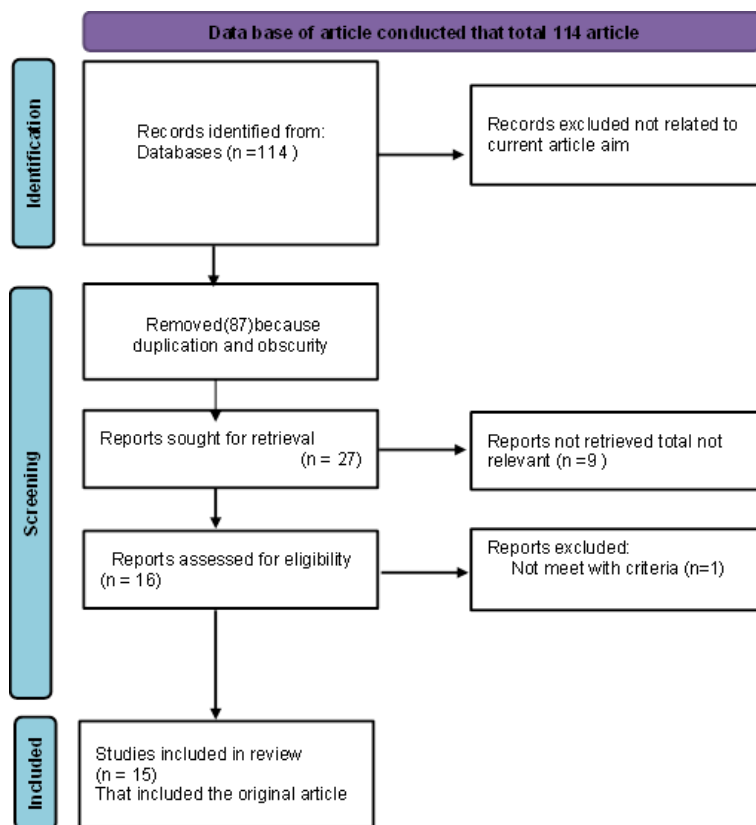 Data base of article conducted that total 114 article
Identification
Records identified from:
Databases (n =114 )
Records excluded not related to
current article aim
Screening
Removed(87)because
duplication and obscurity
Reports sought for retrieval
(n = 27)
Reports not retrieved total not
relevant (n =9 )
Reports assessed for eligibility
(n = 16)
Reports excluded:
Not meet with criteria (n=1)
Included
Studies included in review
(n = 15)
That included the original article